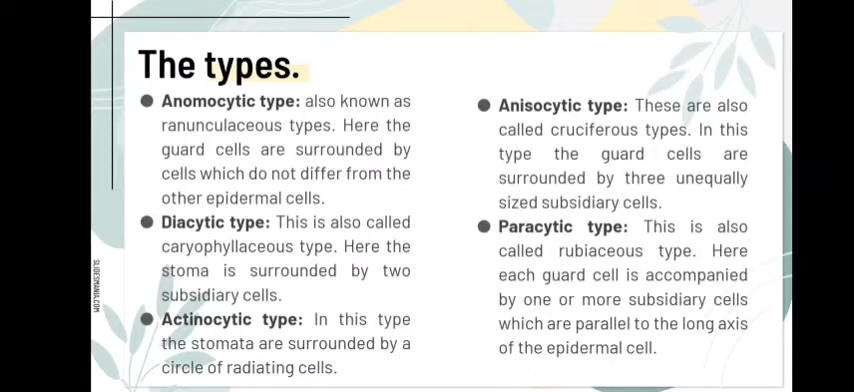 The types.
● Anomocytic type: also known as
ranunculaceous types. Here the
guard cells are surrounded by
cells which do not differ from the
other epidermal cells.
● Diacytic type: This is also called
caryophyllaceous type. Here the
stoma is surrounded by two
subsidiary cells.
● Actinocytic type: In this type
the stomata are surrounded by a
circle of radiating cells.
● Anisocytic type: These are also
called cruciferous types. In this
type the guard cells are
surrounded by three unequally
sized subsidiary cells.
● Paracytic type: This is also
called rubiaceous type. Here
each guard cell is accompanied
by one or more subsidiary cells
which are parallel to the long axis
of the epidermal cell.
SLIDESMANIA.COM